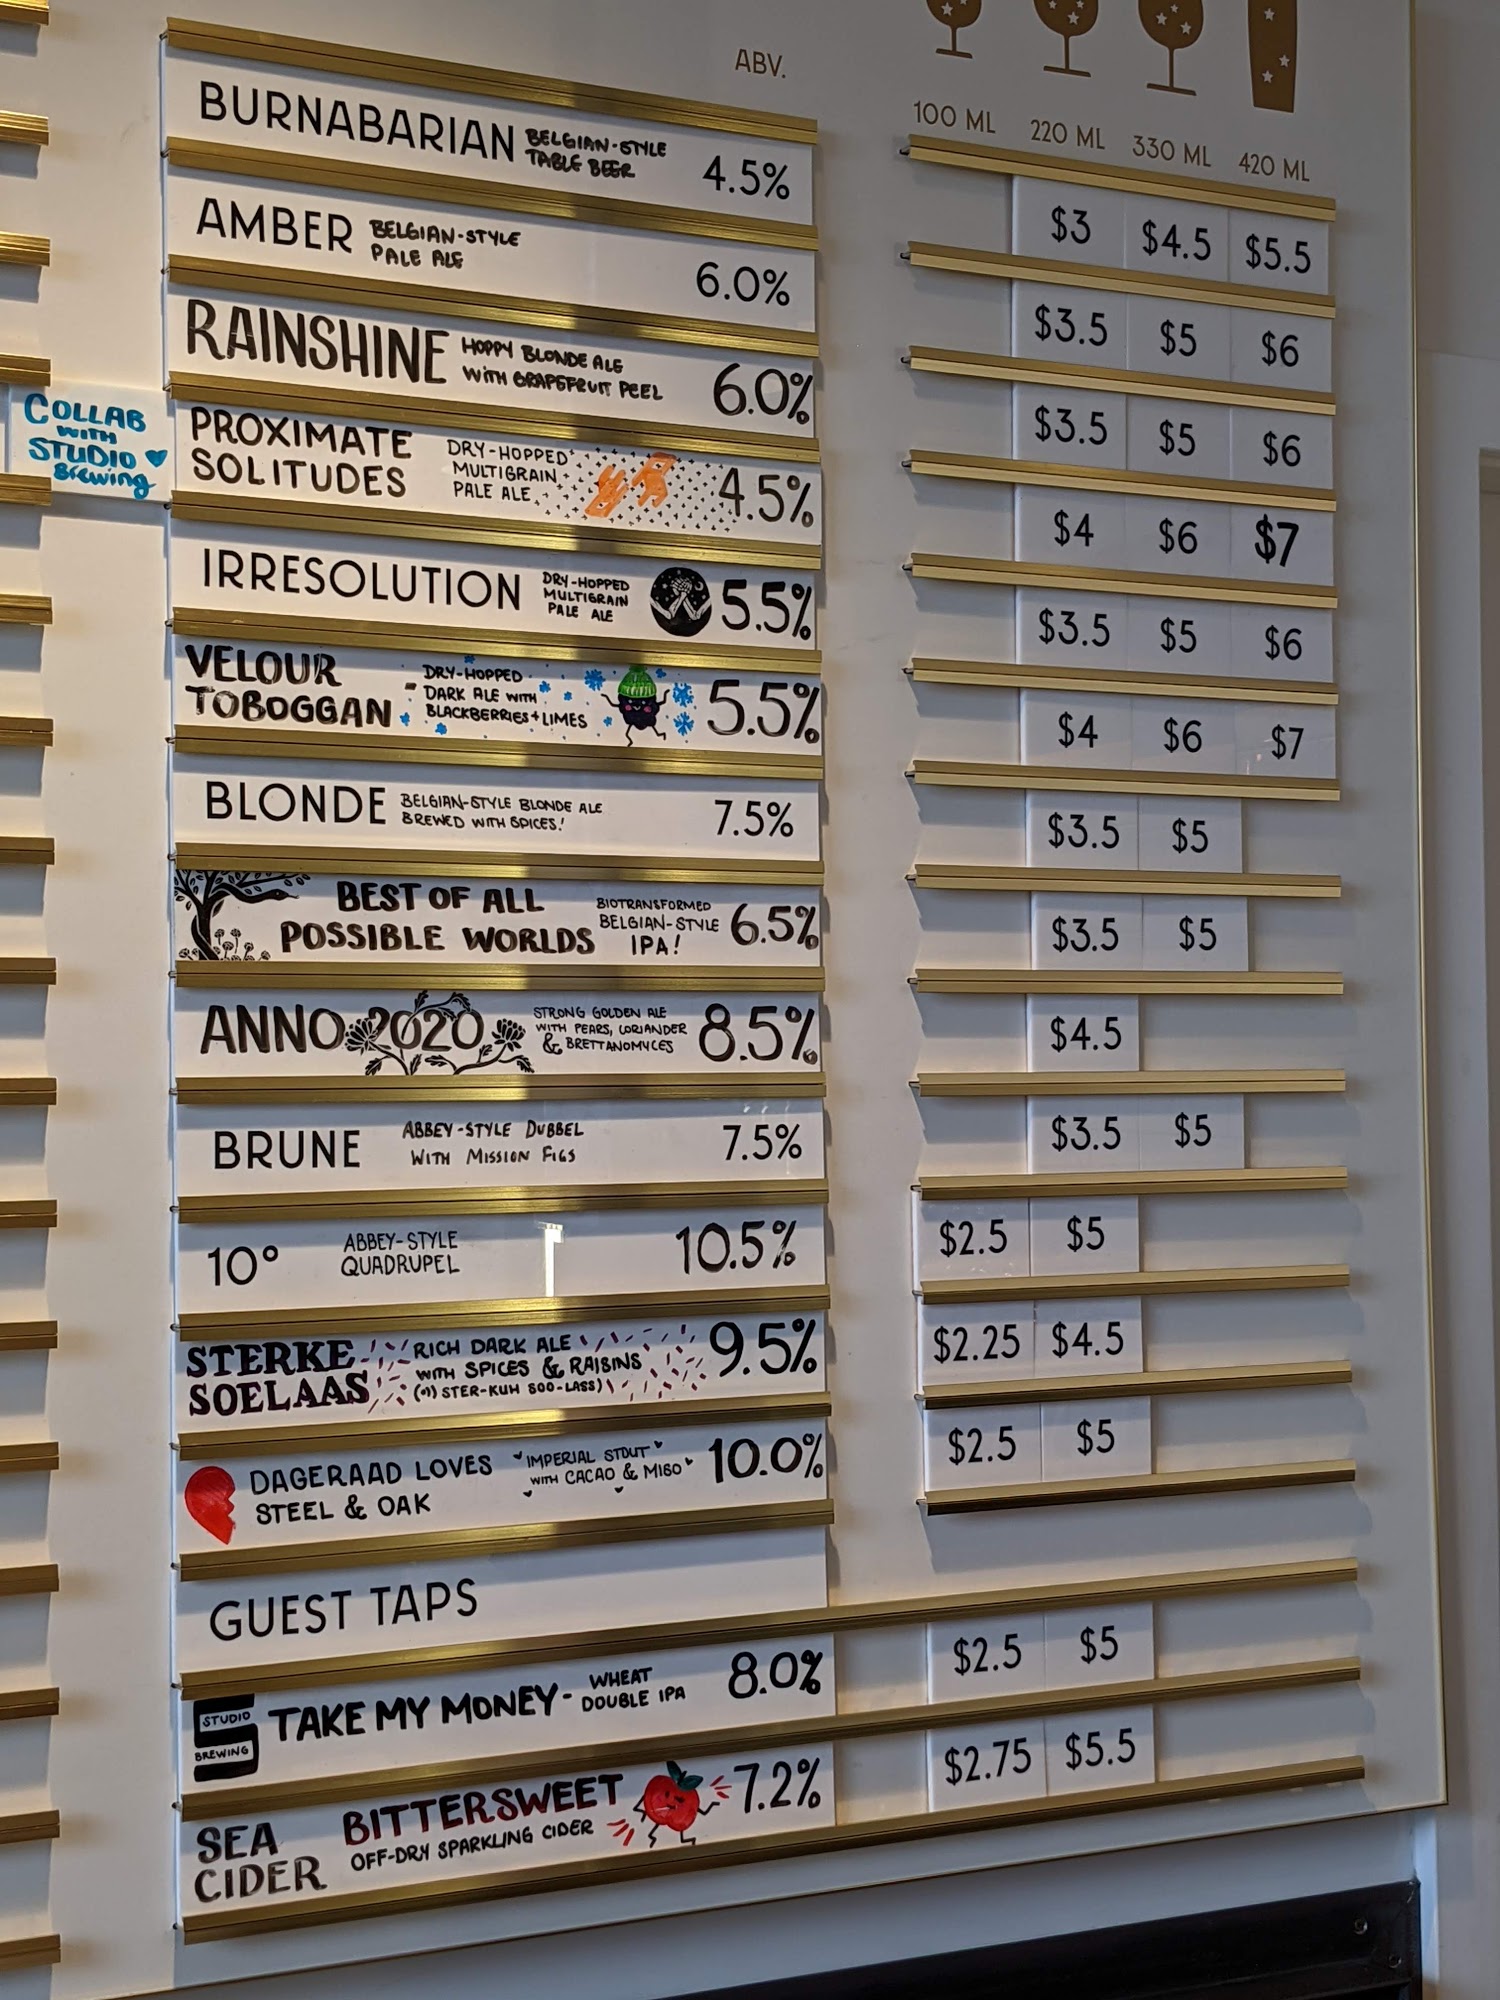 ABV.
100 ML 220 ML 330 ML 420 ML
BURNABARIAN BELGIAN-STYLE
TABLE BEER 4.5%
$3 $4.5 $5.5
AMBER BELGIAN-STYLE
PALE ALE 6.0%
$3.5 $5 $6
RAINSHINE HOPPY BLONDE ALE
WITH GRAPEFRUIT PEEL 6.0%
$3.5 $5 $6
COLLAB
WITH
STUDIO
Brewing
PROXIMATE
SOLITUDES
DRY-HOPPED
MULTIGRAIN
PALE ALE
4.5%
$4 $6 $7
IRRESOLUTION
DRY-HOPPED
MULTIGRAIN
PALE ALE
5.5%
$3.5 $5 $6
VELOUR
TOBOGGAN
- DRY-HOPPED
DARK ALE WITH
BLACKBERRIES + LIMES
5.5%
$4 $6 $7
BLONDE BELGIAN-STYLE BLONDE ALE
BREWED WITH SPICES! 7.5%
$3.5 $5
BEST OF ALL
POSSIBLE WORLDS
BIOTRANSFORMED
BELGIAN-STYLE
IPA!
6.5%
$3.5 $5
ANNO 2020
STRONG GOLDEN ALE
WITH PEARS, CORIANDER
& BRETTANOMYCES
8.5%
$4.5
BRUNE ABBEY-STYLE DUBBEL
WITH MISSION FIGS 7.5%
$3.5 $5
10° ABBEY-STYLE
QUADRUPEL 10.5%
$2.5 $5
STERKE
SOELAAS
RICH DARK ALE
WITH SPICES & RAISINS
STER-KUH SOO-LASS)
9.5%
$2.25 $4.5
DAGERAAD LOVES
STEEL & OAK
IMPERIAL STOUT
WITH CACAO & MISO
10.0%
$2.5 $5
GUEST TAPS
STUDIO
BREWING
TAKE MY MONEY - WHEAT
DOUBLE IPA 8.0%
$2.5 $5
SEA
CIDER
BITTERSWEET
OFF-DRY SPARKLING CIDER
7.2%
$2.75 $5.5